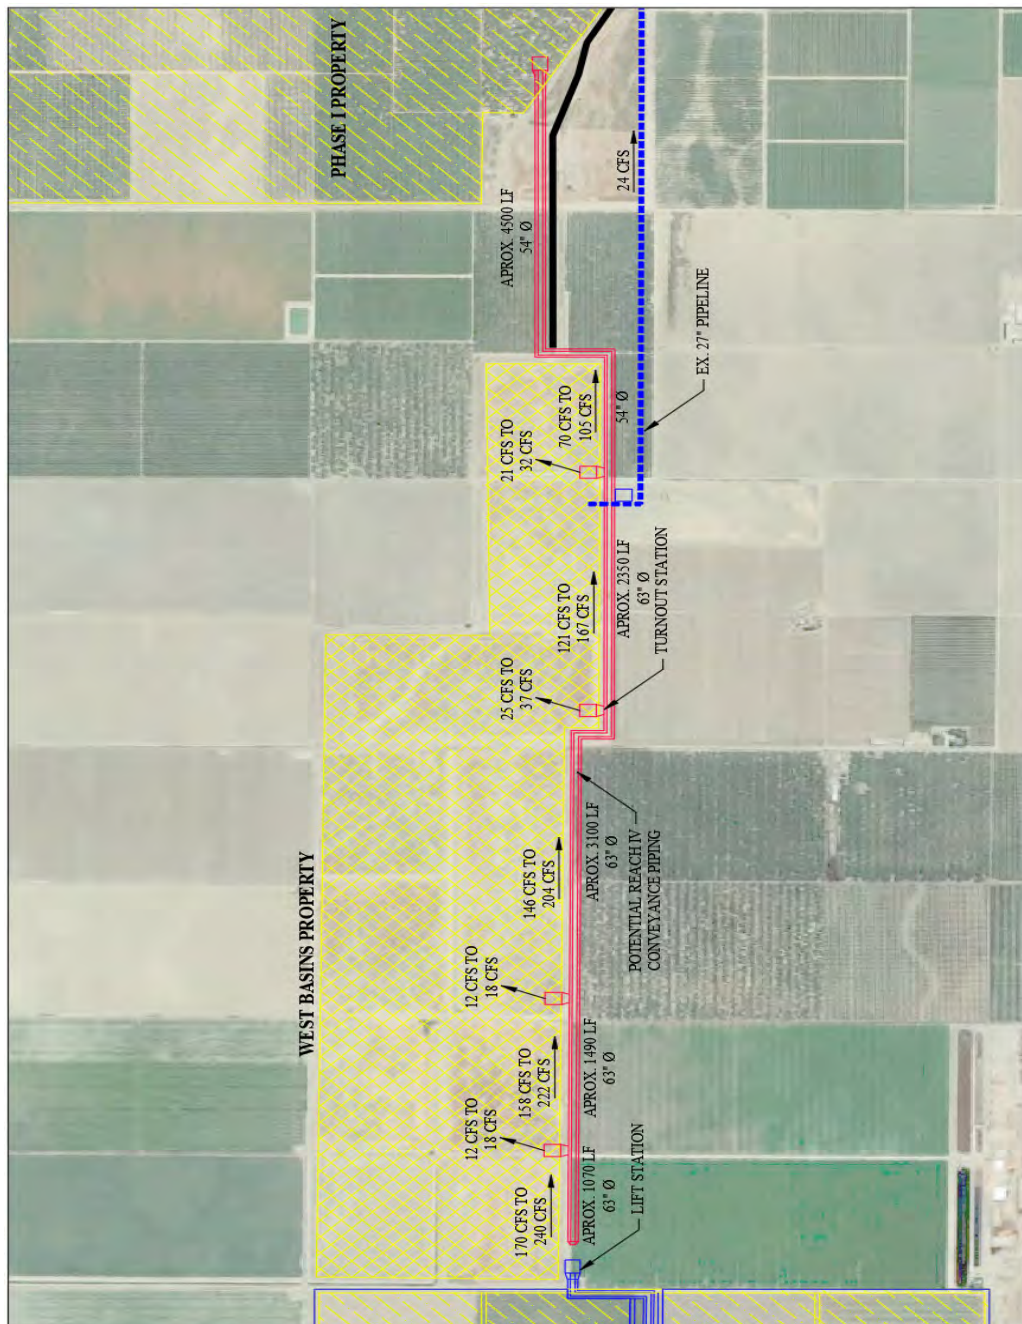 WEST BASINS PROPERTY
PHASE 1 PROPERTY
12 CFS TO
18 CFS
12 CFS TO
18 CFS
25 CFS TO
37 CFS
21 CFS TO
32 CFS
APROX. 4500 LF
54" Ø
170 CFS TO
240 CFS
158 CFS TO
222 CFS
146 CFS TO
204 CFS
121 CFS TO
167 CFS
70 CFS TO
105 CFS
APROX. 1070 LF
63" Ø
APROX. 1490 LF
63" Ø
APROX. 3100 LF
63" Ø
APROX. 2350 LF
63" Ø
54" Ø
24 CFS
LIFT STATION
POTENTIAL REACH IV
CONVEYANCE PIPING
TURNOUT STATION
EX. 27" PIPELINE